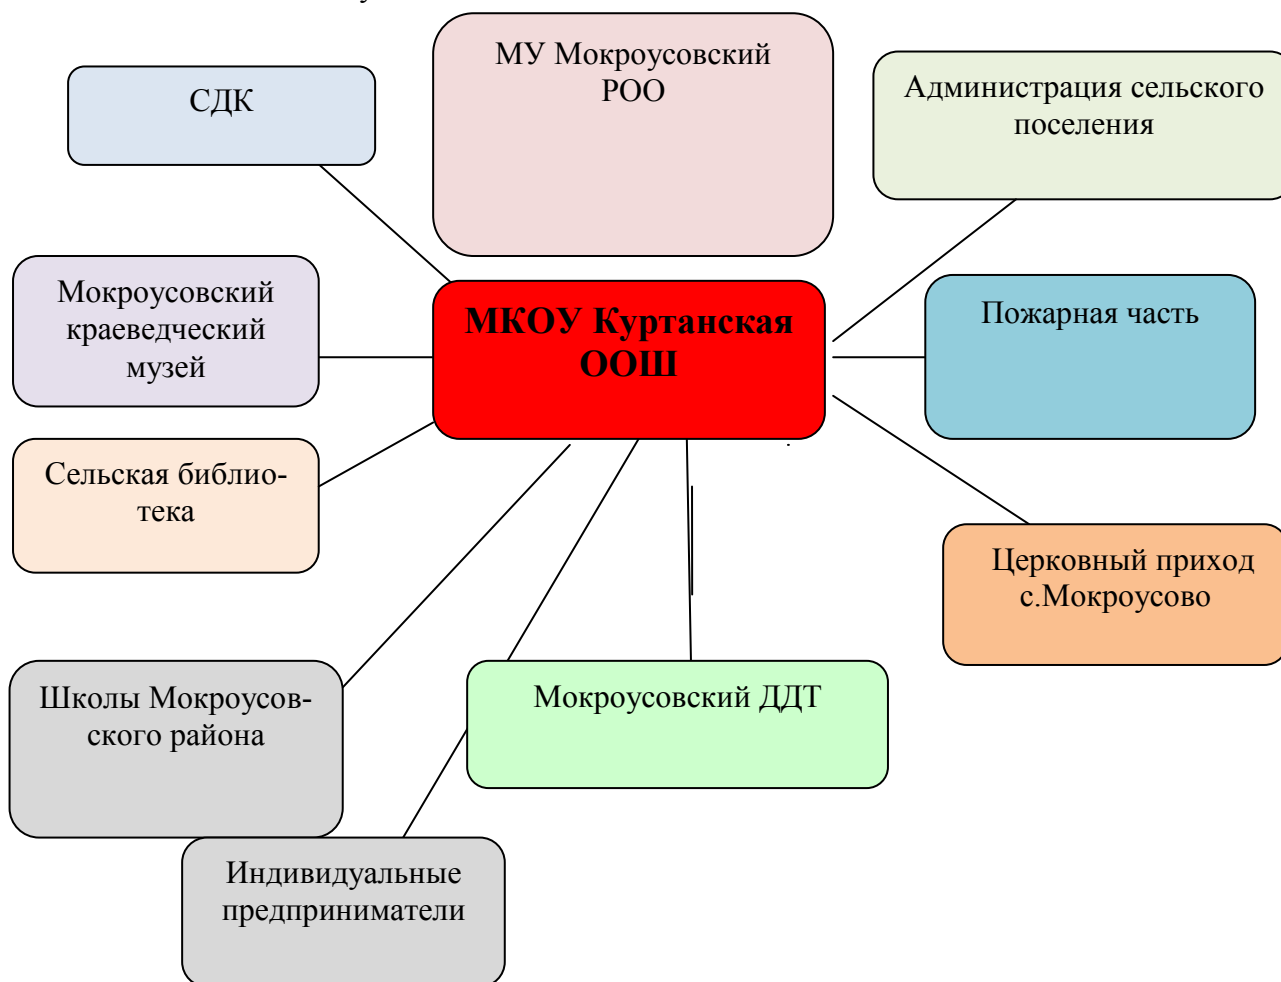 МУ Мокроусовский
РОО
СДК
Администрация сельского
поселения
Мокроусовский
краеведческий
музей
МКОУ Куртанская
ООШ
Пожарная часть
Сельская библио-
тека
Церковный приход
с.Мокроусово
Школы Мокроусов-
ского района
Мокроусовский ДДТ
Индивидуальные
предприниматели